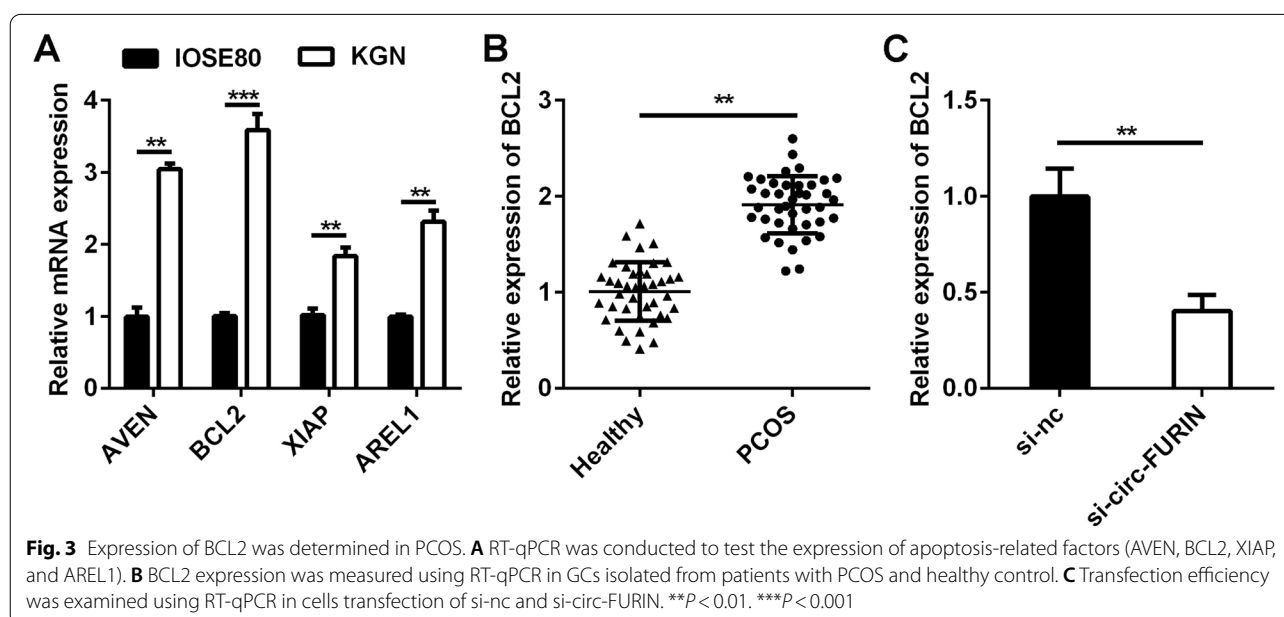 A
IOSE80
KGN
Relative mRNA expression
4
3
2
1
0
**
***
**
**
AVEN
BCL2
XIAP
AREL1
B
Relative expression of BCL2
3
2
1
0
**
Healthy
PCOS
C
Relative expression of BCL2
1.5
1.0
0.5
0.0
**
si-nc
si-circ-FURIN
Fig. 3 Expression of BCL2 was determined in PCOS. A RT-qPCR was conducted to test the expression of apoptosis-related factors (AVEN, BCL2, XIAP,
and AREL1). B BCL2 expression was measured using RT-qPCR in GCs isolated from patients with PCOS and healthy control. C Transfection efficiency
was examined using RT-qPCR in cells transfection of si-nc and si-circ-FURIN. **P < 0.01. ***P < 0.001